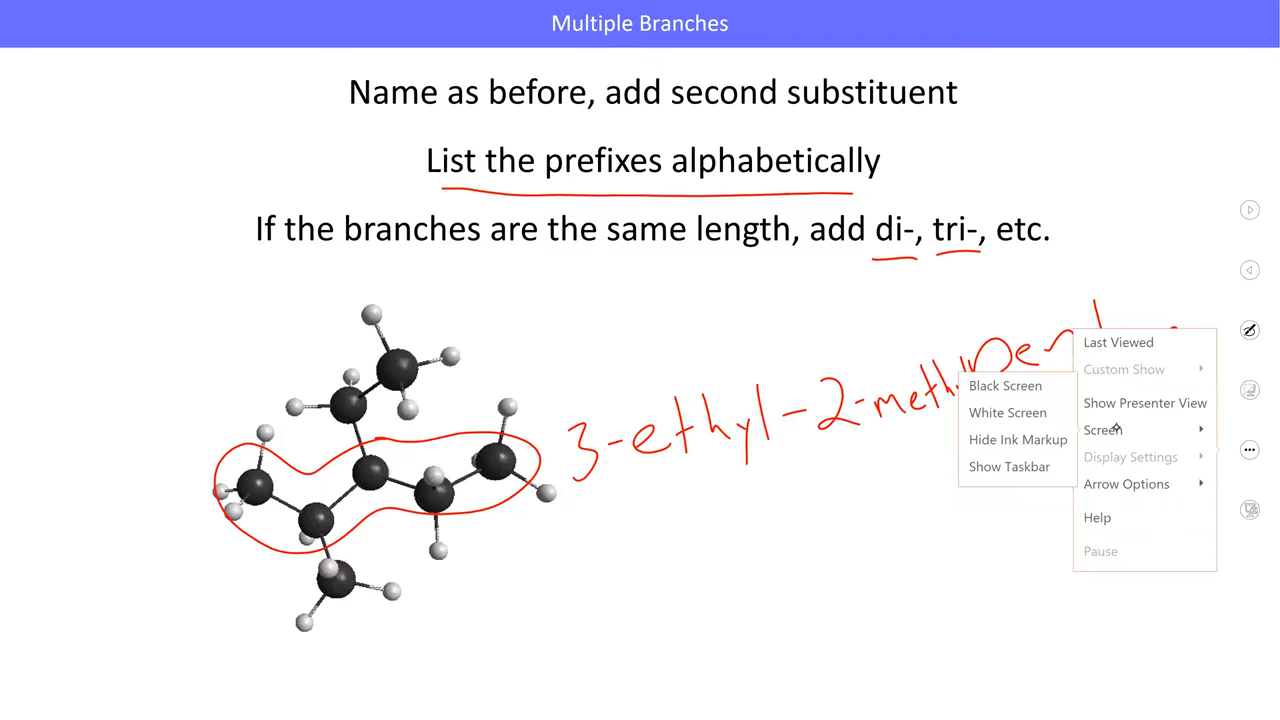 Multiple Branches
Name as before, add second substituent
List the prefixes alphabetically
If the branches are the same length, add di-, tri-, etc.
3-ethyl-2-methyl
Last Viewed
Custom Show
Show Presenter View
Screen
Display Settings
Arrow Options
Help
Pause
Black Screen
White Screen
Hide Ink Markup
Show Taskbar